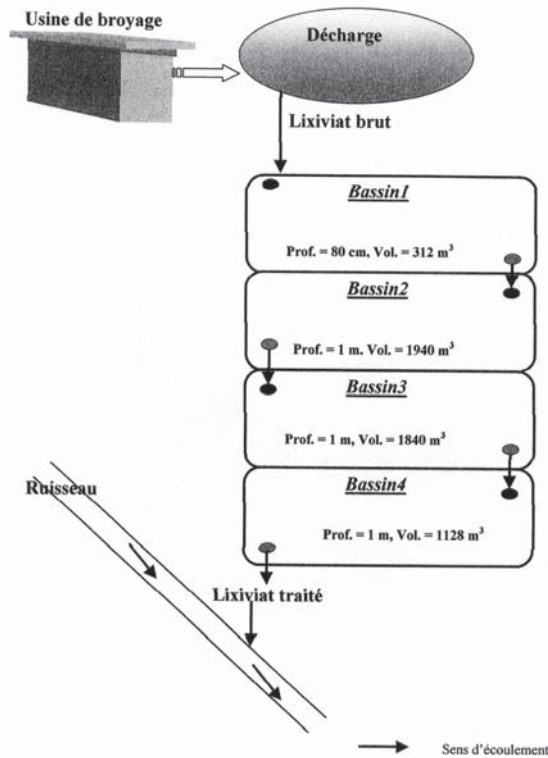 Usine de broyage
Décharge
Lixiviat brut
Bassin1
Prof. = 80 cm, Vol. = 312 m³
Bassin2
Prof. = 1 m. Vol. = 1940 m³
Bassin3
Prof. = 1 m, Vol. = 1840 m³
Ruisseau
Bassin4
Prof. = 1 m, Vol. = 1128 m³
Lixiviat traité
Sens d'écoulement